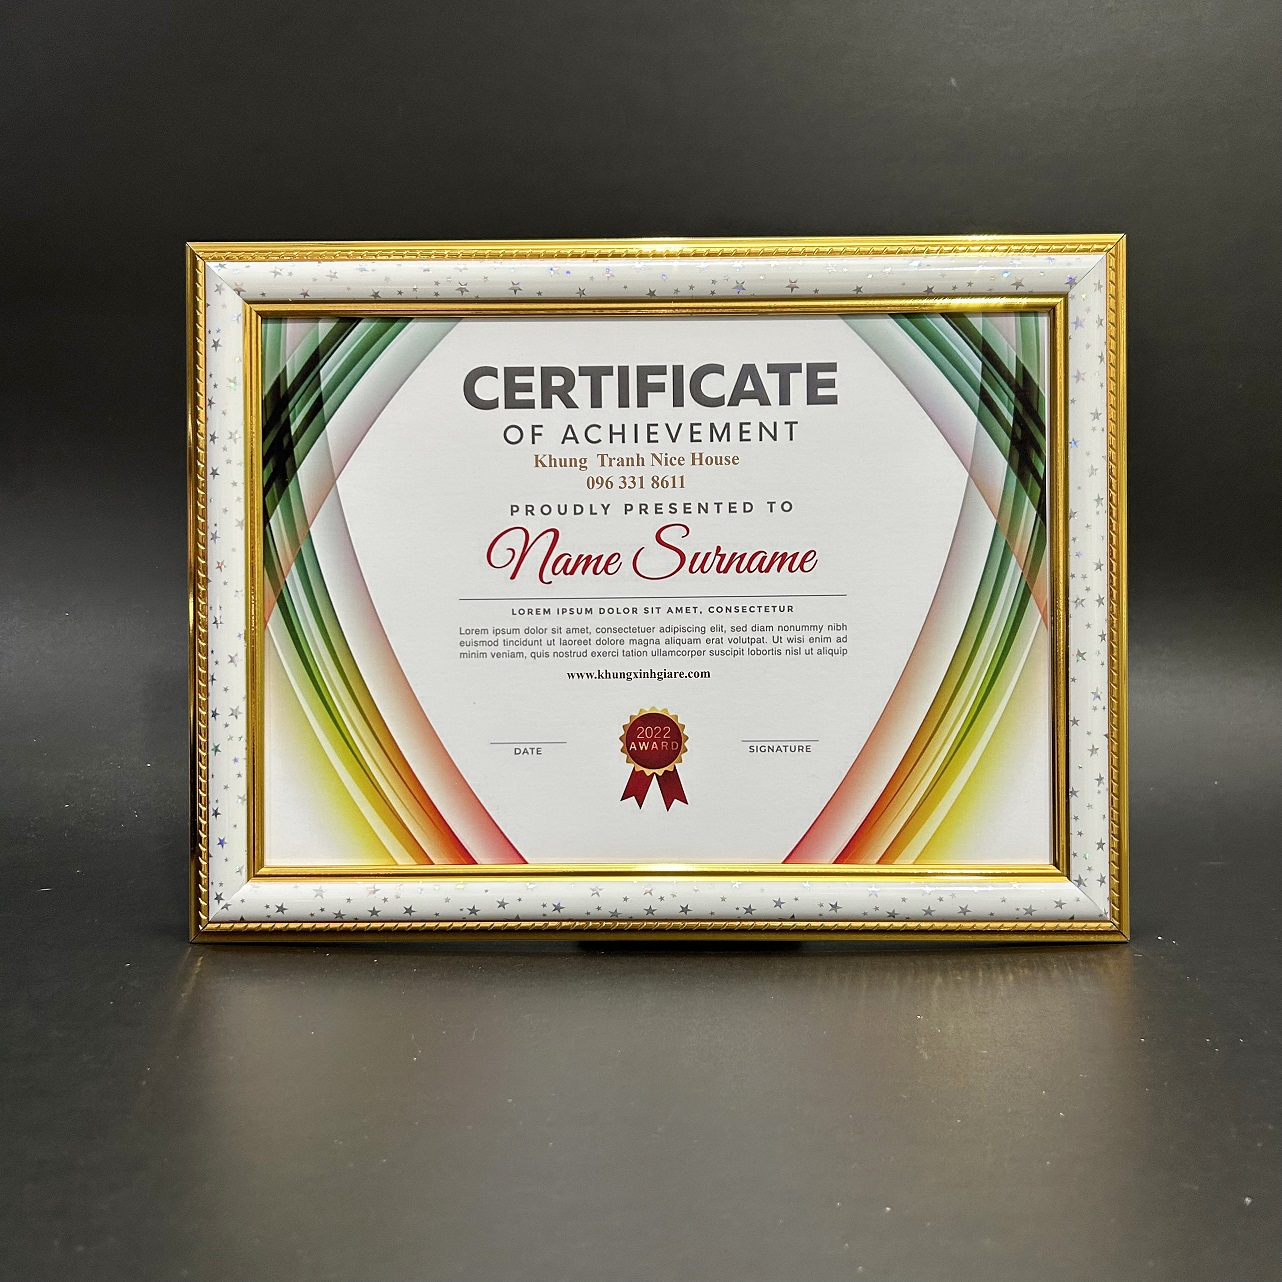 CERTIFICATE
OF ACHIEVEMENT
Khung Tranh Nice House
096 331 8611
PROUDLY PRESENTED TO
Name Surname
LOREM IPSUM DOLOR SIT AMET, CONSECTETUR
Lorem ipsum dolor sit amet, consectetuer adipiscing elit, sed diam nonummy nibh
euismod tincidunt ut laoreet dolore magna aliquam erat volutpat. Ut wisi enim ad
minim veniam, quis nostrud exerci tation ullamcorper suscipit lobortis nisl ut aliquip
www.khungxinhgiare.com
2022
AWARD
DATE
SIGNATURE